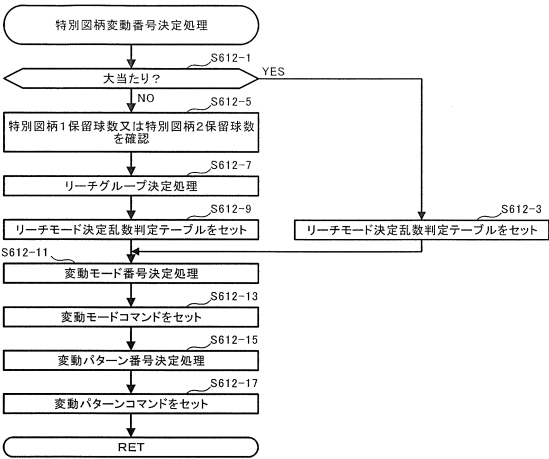 特別図柄変動番号決定処理
S612-1
大当たり？
YES
NO
S612-5
特別図柄1保留球数又は特別図柄2保留球数
を確認
S612-7
リーチグループ決定処理
S612-9
リーチモード決定乱数判定テーブルをセット
S612-3
リーチモード決定乱数判定テーブルをセット
S612-11
変動モード番号決定処理
S612-13
変動モードコマンドをセット
S612-15
変動パターン番号決定処理
S612-17
変動パターンコマンドをセット
RET